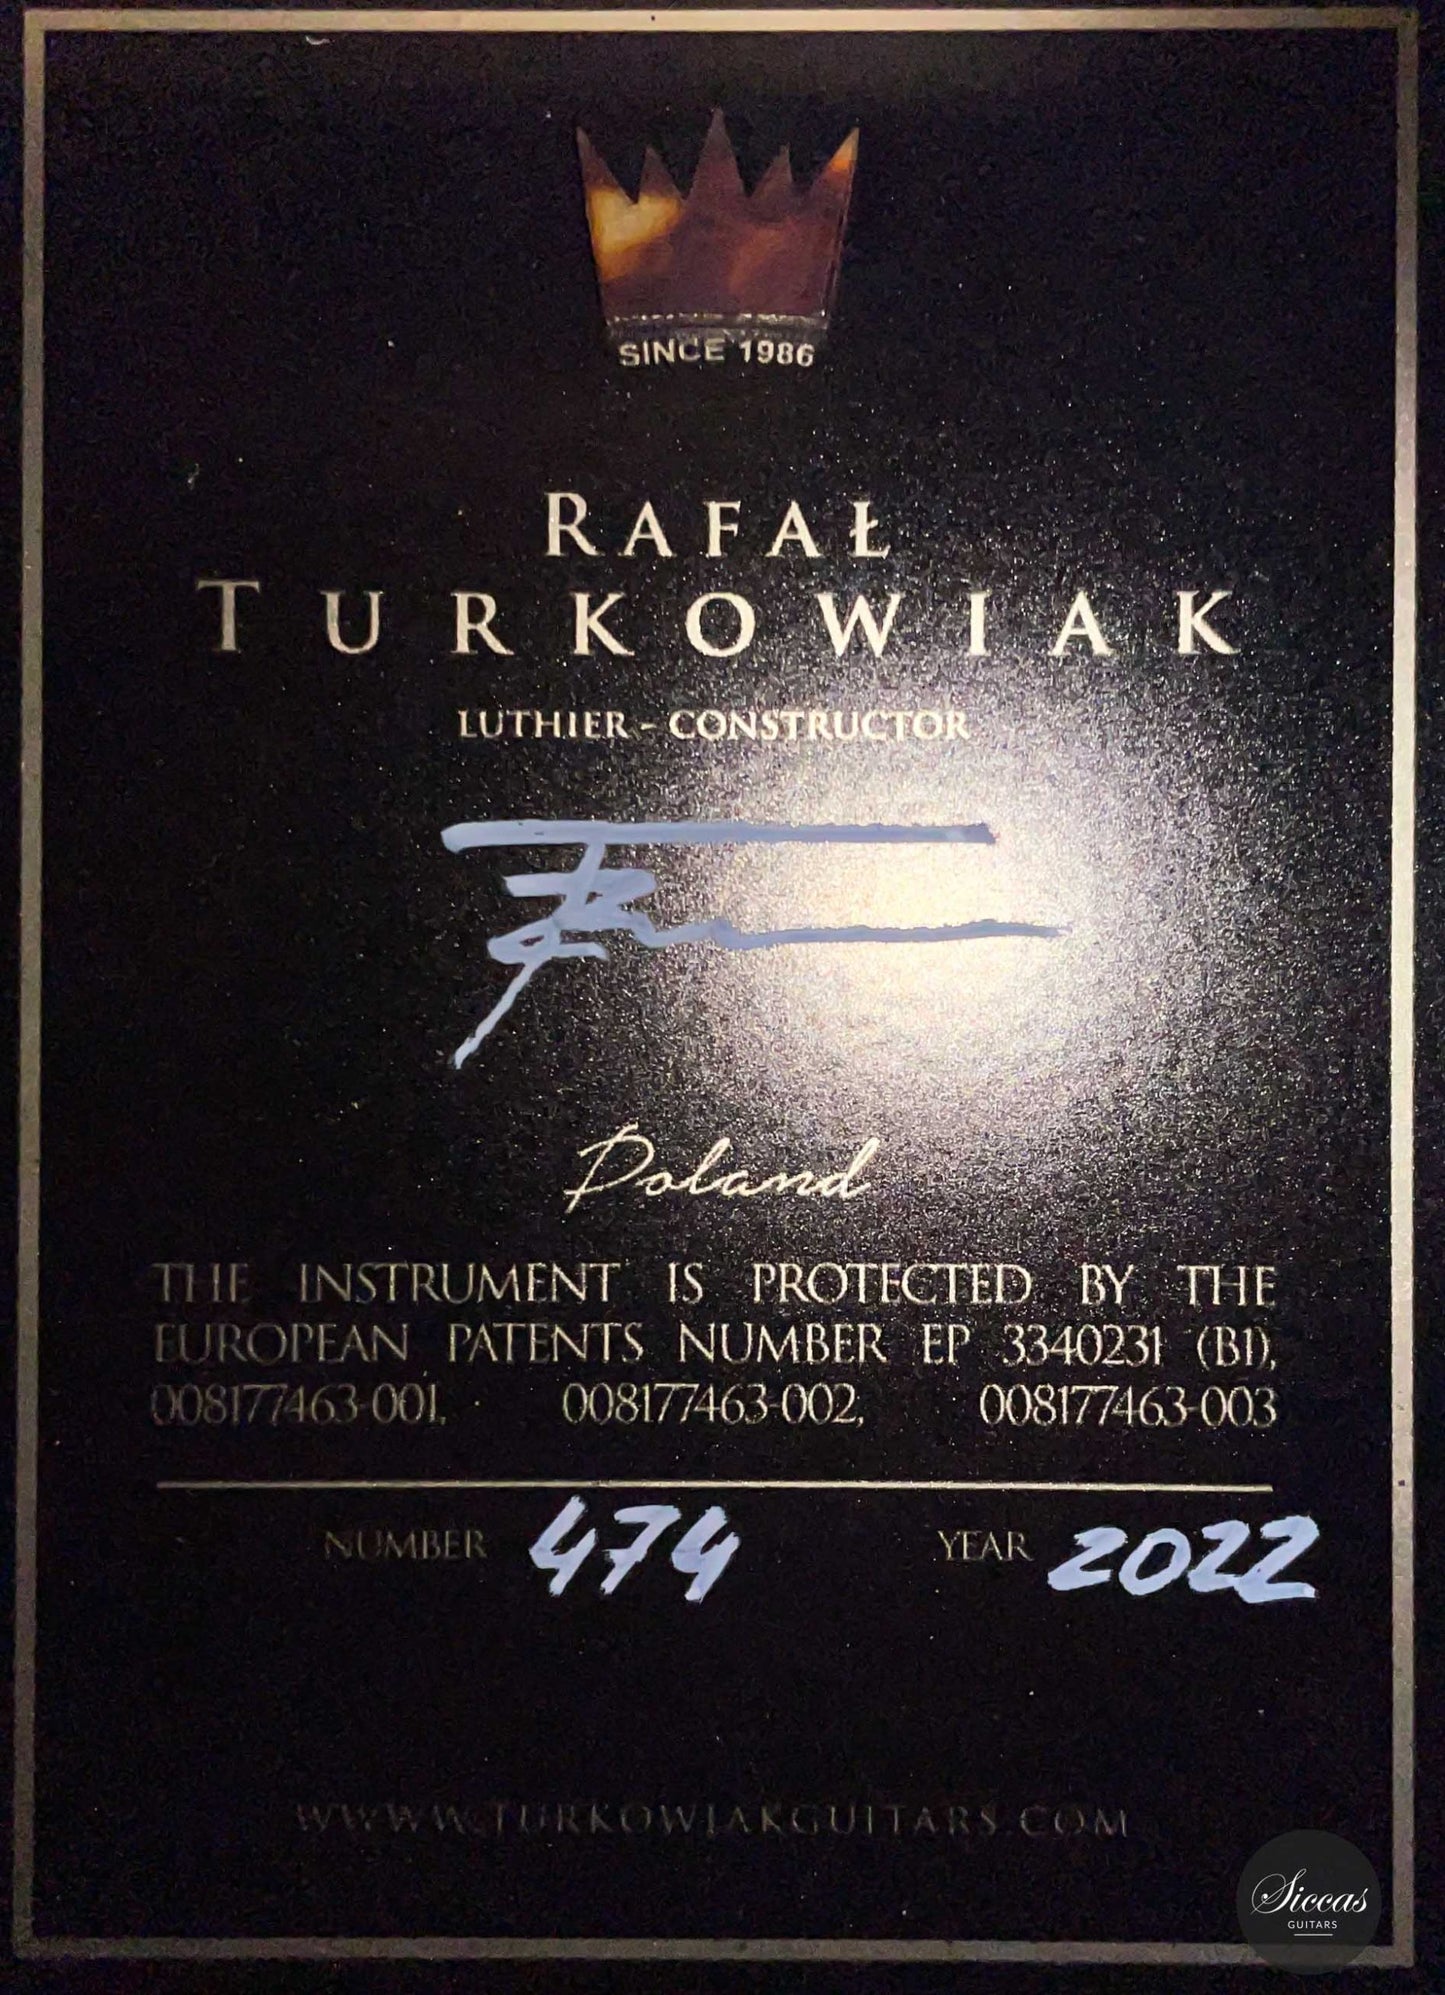 SINCE 1986
RAFAŁ
TURKOWIAK
LUTHIER - CONSTRUCTOR
Poland
THE INSTRUMENT IS PROTECTED BY THE
EUROPEAN PATENTS NUMBER EP 3340231 (B1),
008177463-001, 008177463-002, 008177463-003
NUMBER 474 YEAR 2022
WWW.TURKOWIAKGUITARS.COM
Siccas
GUITARS